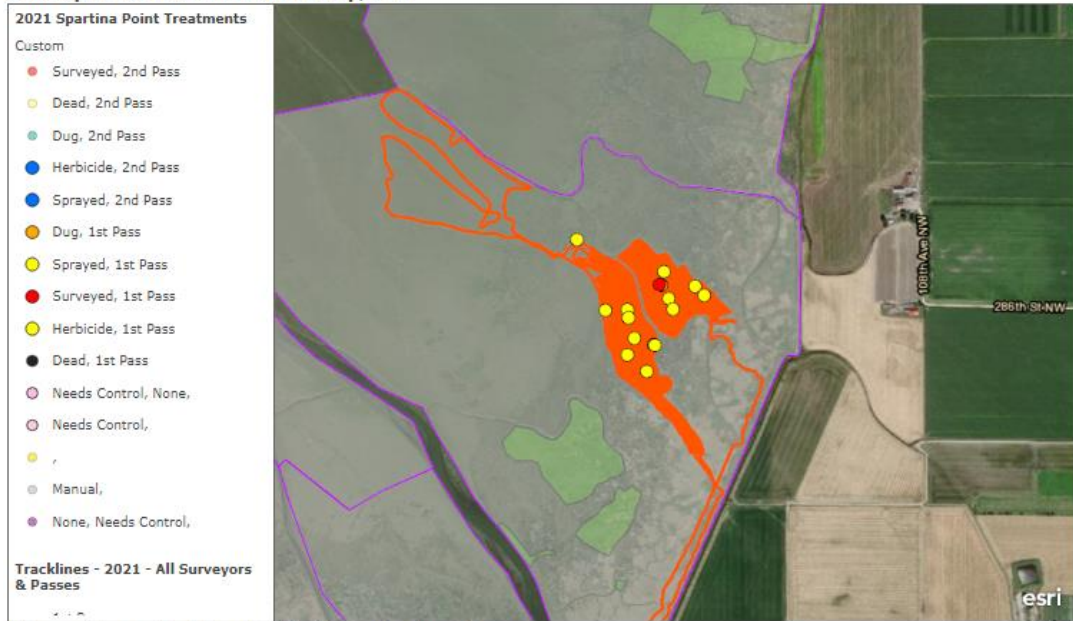 2021 Spartina Point Treatments
Custom
Surveyed, 2nd Pass
Dead, 2nd Pass
Dug, 2nd Pass
Herbicide, 2nd Pass
Sprayed, 2nd Pass
Dug, 1st Pass
Sprayed, 1st Pass
Surveyed, 1st Pass
Herbicide, 1st Pass
Dead, 1st Pass
Needs Control, None,
Needs Control,
,
Manual,
None, Needs Control,
Tracklines - 2021 - All Surveyors
& Passes
108th Ave NW
286th St NW
esri